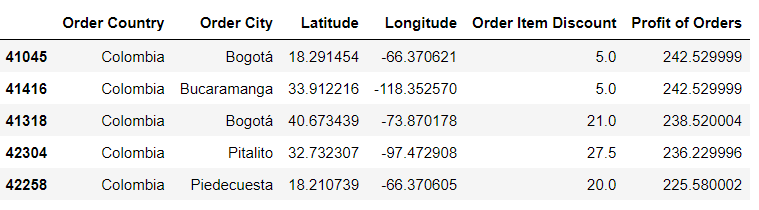 Order Country Order City Latitude Longitude Order Item Discount Profit of Orders
41045 Colombia Bogotá 18.291454 -66.370621 5.0 242.529999
41416 Colombia Bucaramanga 33.912216 -118.352570 5.0 242.529999
41318 Colombia Bogotá 40.673439 -73.870178 21.0 238.520004
42304 Colombia Pitalito 32.732307 -97.472908 27.5 236.229996
42258 Colombia Piedecuesta 18.210739 -66.370605 20.0 225.580002